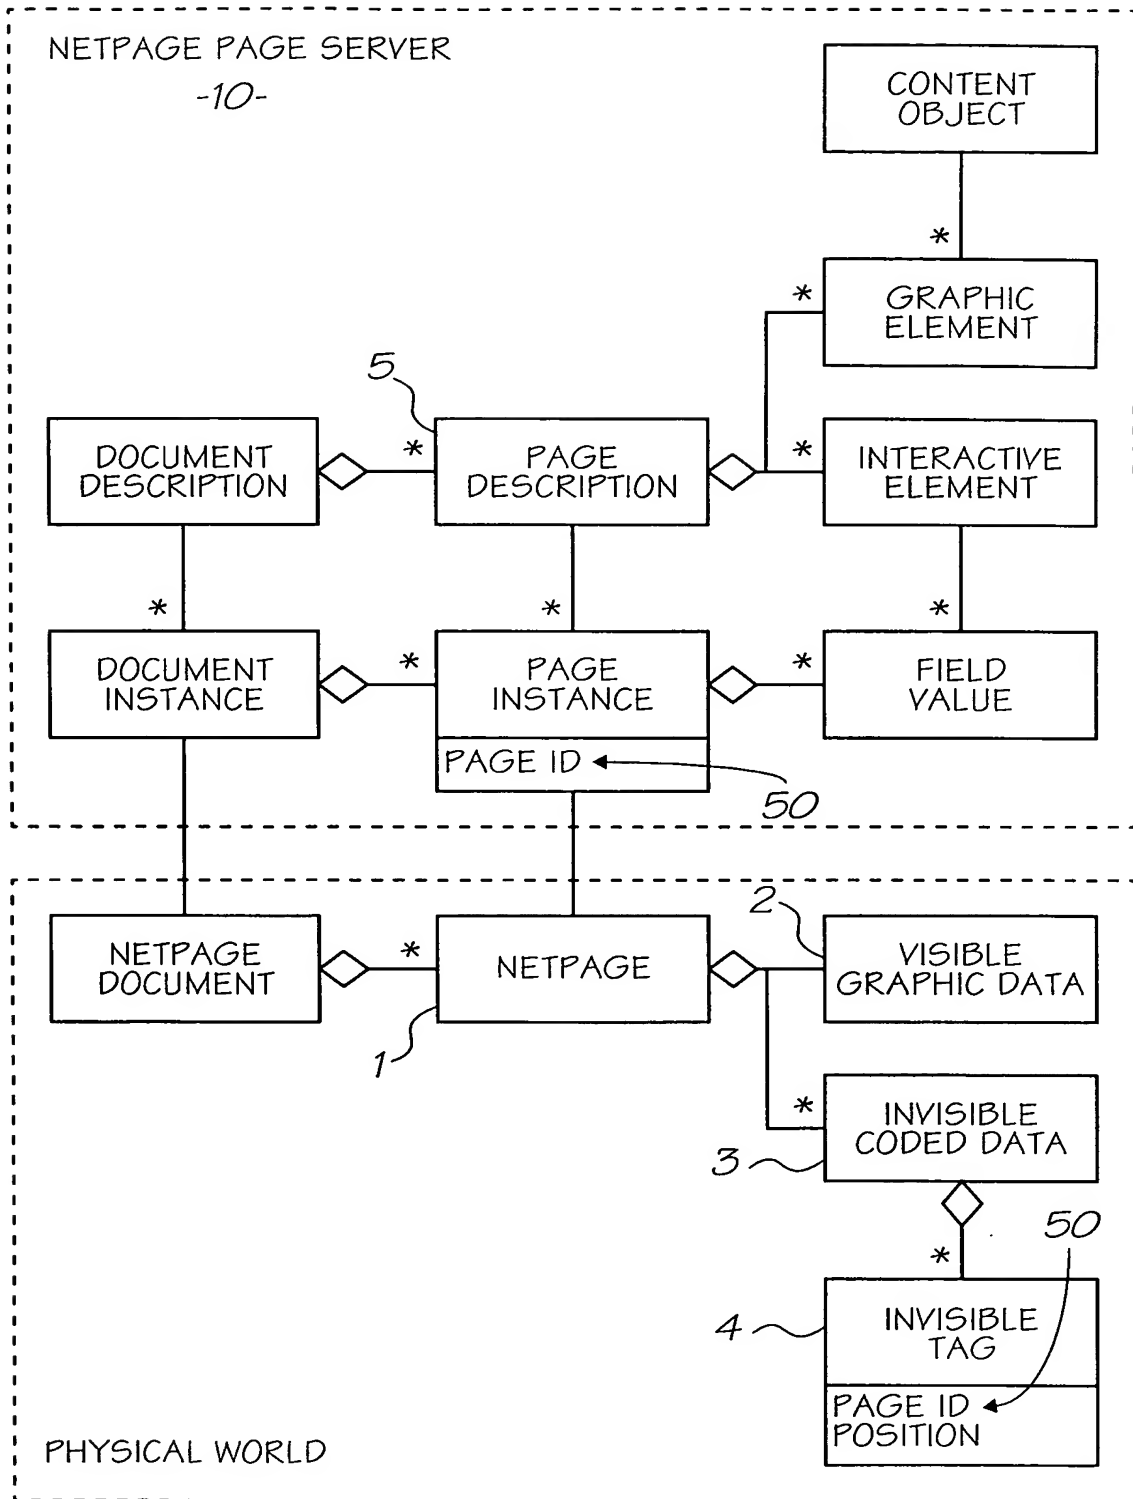 NETPAGE PAGE SERVER
-10-
CONTENT
OBJECT
*
GRAPHIC
ELEMENT
*
5
DOCUMENT
DESCRIPTION
*
PAGE
DESCRIPTION
*
INTERACTIVE
ELEMENT
*
*
*
DOCUMENT
INSTANCE
*
PAGE
INSTANCE
*
FIELD
VALUE
PAGE ID
50
2
NETPAGE
DOCUMENT
*
NETPAGE
VISIBLE
GRAPHIC DATA
1
*
INVISIBLE
CODED DATA
3
50
*
4
INVISIBLE
TAG
PAGE ID
POSITION
PHYSICAL WORLD